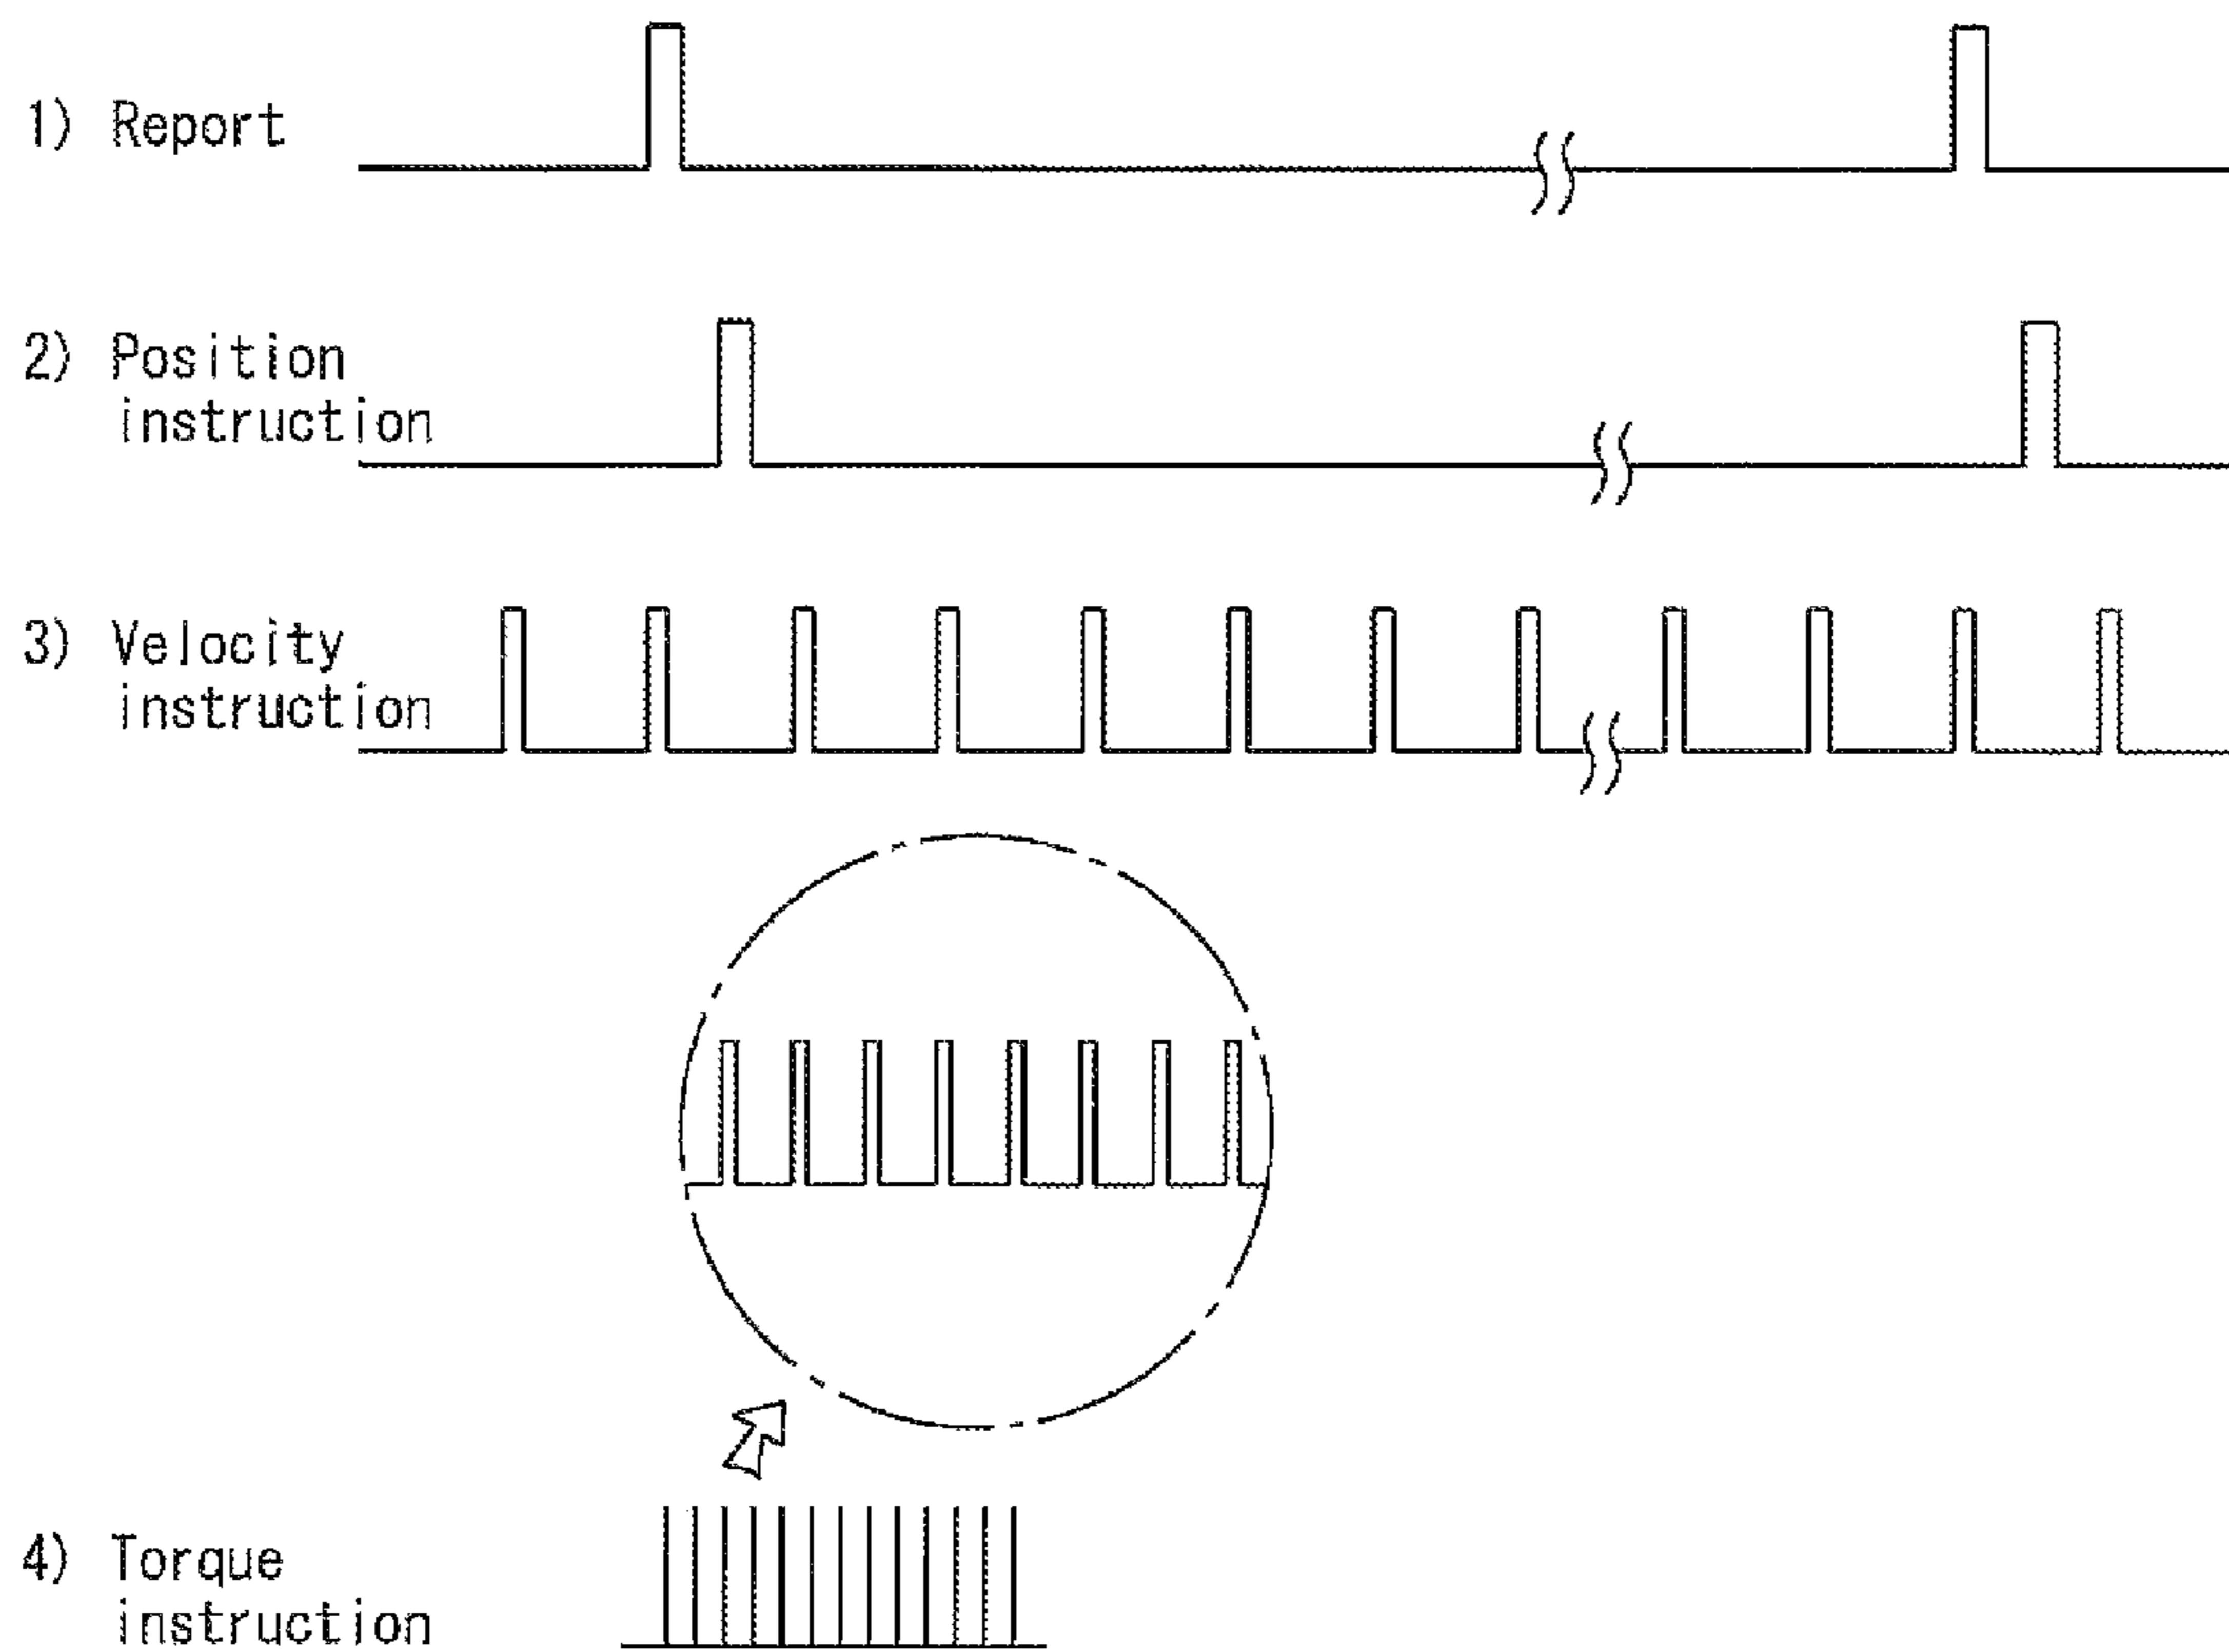 1) Report
2) Position
instruction
3) Velocity
instruction
4) Torque
instruction